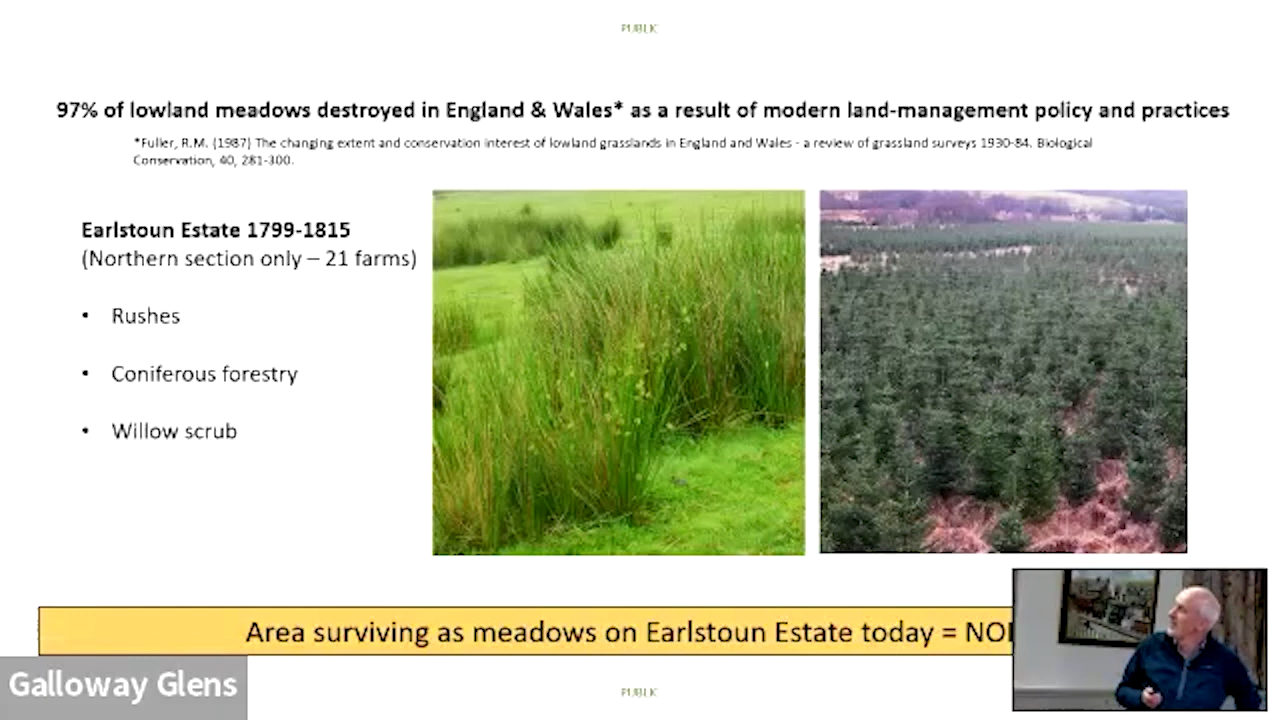 PUBLIC
97% of lowland meadows destroyed in England & Wales* as a result of modern land-management policy and practices
*Fuller, R.M. (1987) The changing extent and conservation interest of lowland grasslands in England and Wales - a review of grassland surveys 1930-84. Biological
Conservation, 40, 281-300.
Earlstoun Estate 1799-1815
(Northern section only – 21 farms)
• Rushes
• Coniferous forestry
• Willow scrub
Area surviving as meadows on Earlstoun Estate today =
Galloway Glens
PUBLIC